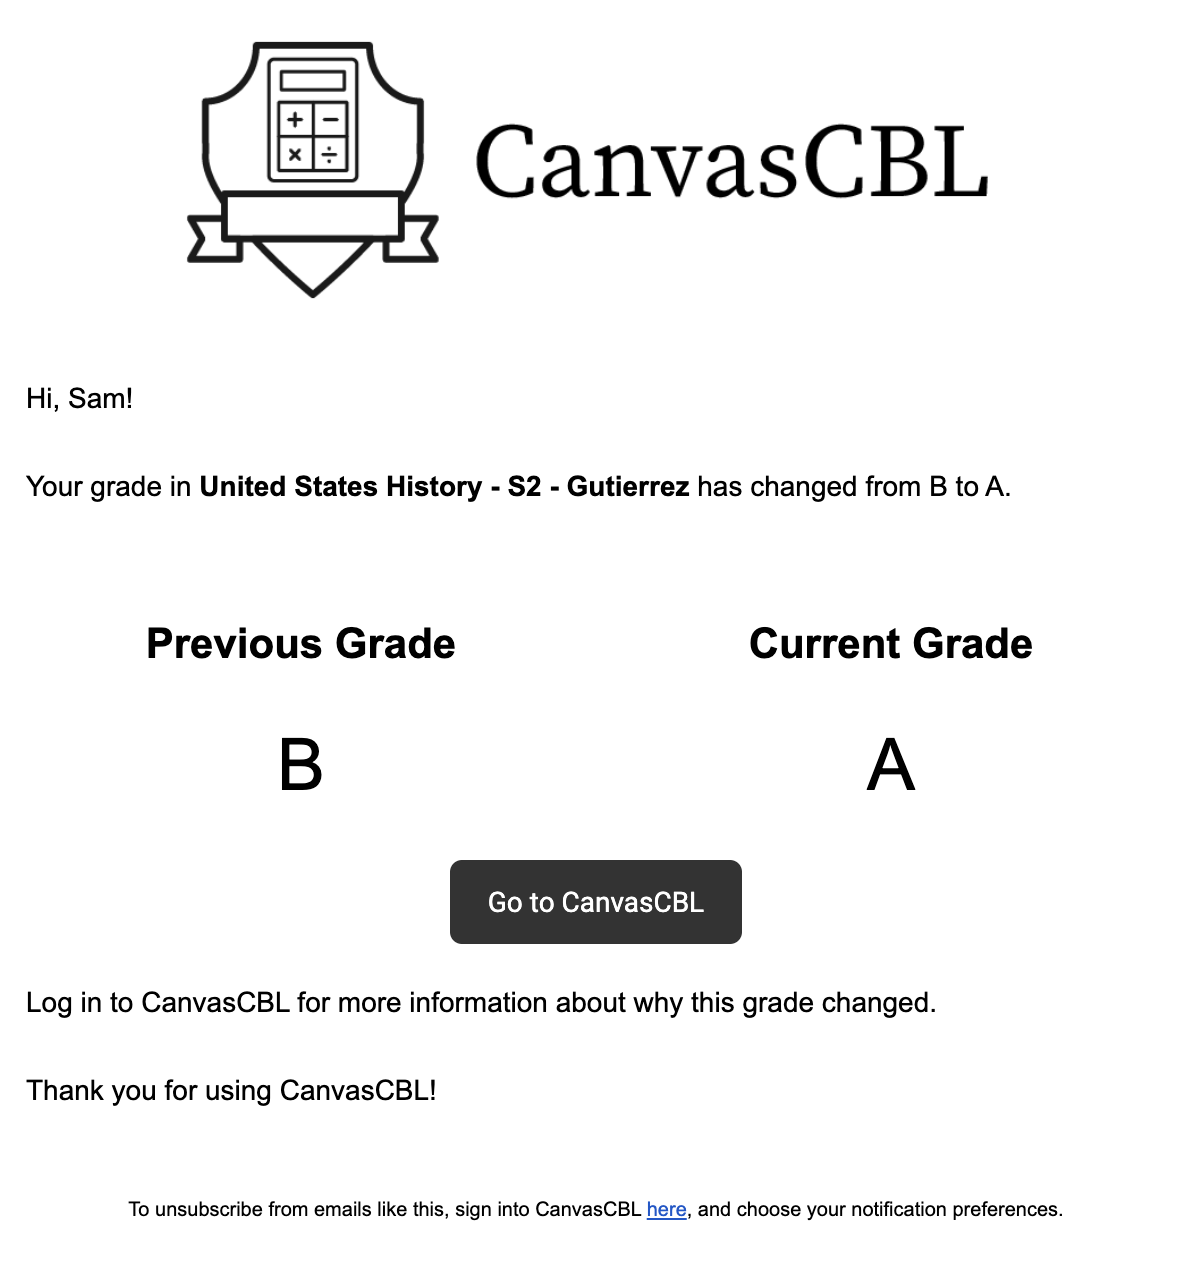 CanvasCBL
Hi, Sam!
Your grade in United States History - S2 - Gutierrez has changed from B to A.
Previous Grade
Current Grade
B
A
Go to CanvasCBL
Log in to CanvasCBL for more information about why this grade changed.
Thank you for using CanvasCBL!
To unsubscribe from emails like this, sign into CanvasCBL here, and choose your notification preferences.